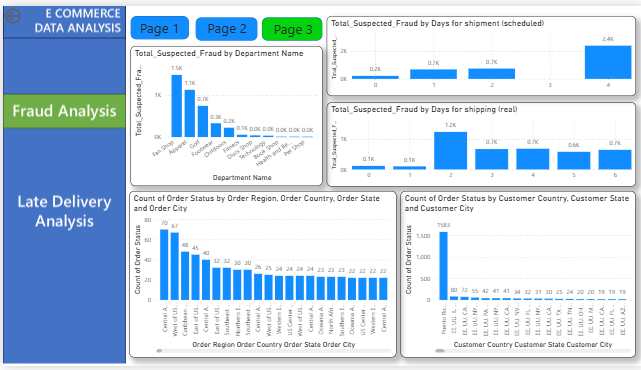 E COMMERCE
DATA ANALYSIS
Page 1
Page 2
Page 3
Fraud Analysis
Late Delivery
Analysis
Total_Suspected_Fraud by Department Name
Total_Suspected_Fra...
1K
0K
1.5K
1.1K
0.7K
0.3K
0.2K
0.1K
0.0K
0.0K
0.0K
0.0K
0.0K
Fan Shop
Apparel
Golf
Footwear
Outdoors
Fitness
Discs Shop
Technology
Book Shop
Health and Be...
Pet Shop
Department Name
Total_Suspected_Fraud by Days for shipment (scheduled)
Total_Suspected_...
2K
0K
0.2K
0.7K
0.7K
2.4K
0
1
2
3
4
Total_Suspected_Fraud by Days for shipping (real)
Total_Suspected_F...
1K
0K
0.1K
0.1K
1.2K
0.7K
0.7K
0.6K
0.7K
0
1
2
3
4
5
6
Count of Order Status by Order Region, Order Country, Order State
and Order City
Count of Order Status
80
60
40
20
0
70
67
48
45
40
32
32
30
30
26
25
24
24
24
24
23
23
23
22
22
22
22
Central A...
West of US...
Caribbean ...
East of US...
Central A...
East of US...
Southeast ...
Northern E...
Southeast ...
Central A...
West of US...
Western E...
US Center ...
West of US...
Central A...
Oceania A...
North Afri...
Southern E...
Oceania A...
US Center ...
Western E...
Central A...
Order Region Order Country Order State Order City
Count of Order Status by Customer Country, Customer State
and Customer City
Count of Order Status
1,500
1,000
500
0
1583
80
72
55
42
41
41
34
32
31
30
25
24
20
20
19
19
19
Puerto Ric...
EE. UU. IL...
EE. UU. CA...
EE. UU. NY...
EE. UU. PA...
EE. UU. NY...
EE. UU. CA...
EE. UU. NV...
EE. UU. FL...
EE. UU. NY...
EE. UU. CA...
EE. UU. TX...
EE. UU. TN...
EE. UU. OH...
EE. UU. M...
EE. UU. CA...
EE. UU. FL...
EE. UU. AZ...
Customer Country Customer State Customer City